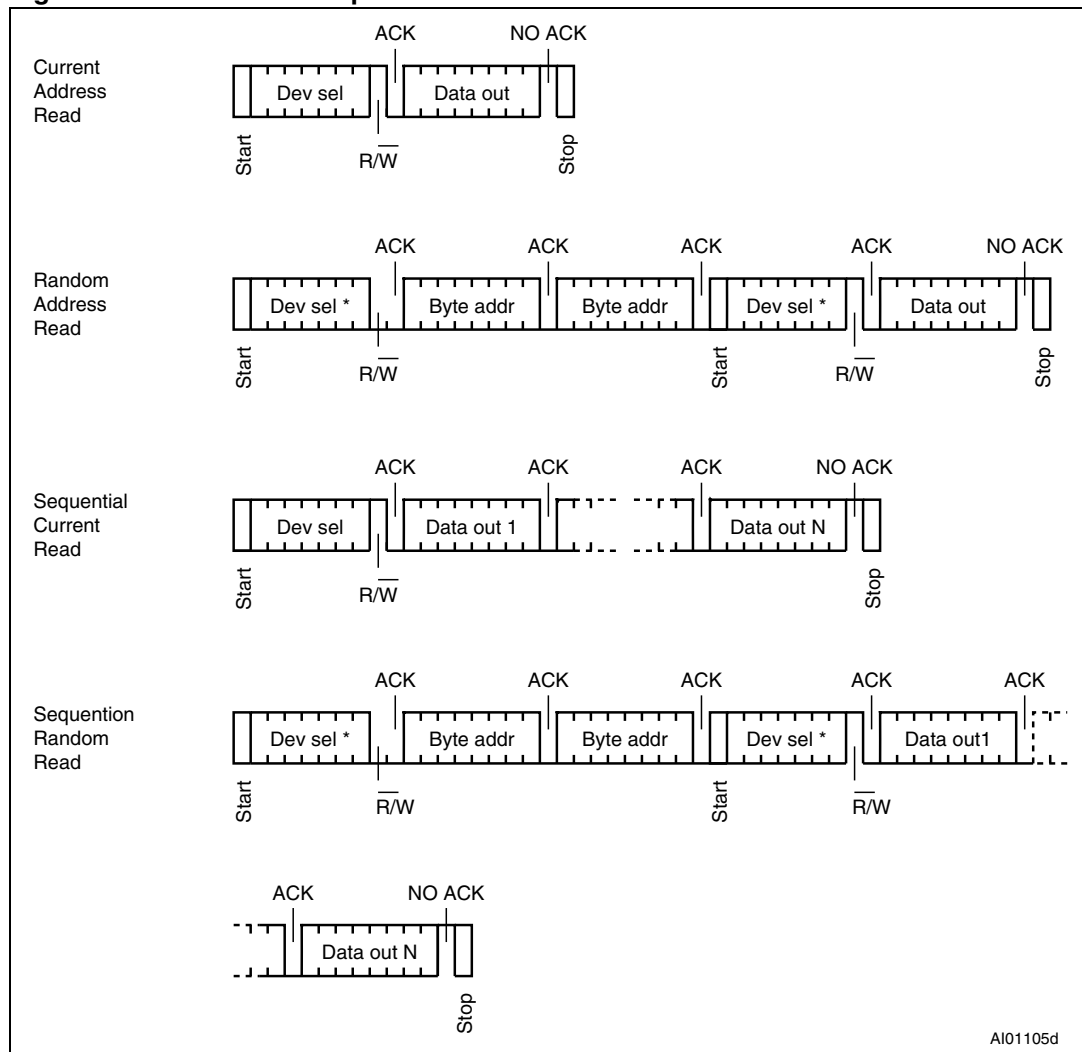 ACK NO ACK
Current
Address
Read
Dev sel Data out
Start R/W̅ Stop
ACK ACK ACK ACK NO ACK
Random
Address
Read
Dev sel * Byte addr Byte addr Dev sel * Data out
Start R/W̅ Start R/W̅ Stop
ACK ACK ACK NO ACK
Sequential
Current
Read
Dev sel Data out 1 Data out N
Start R/W̅ Stop
ACK ACK ACK ACK ACK
Sequention
Random
Read
Dev sel * Byte addr Byte addr Dev sel * Data out1
Start R̅/W Start R̅/W
ACK NO ACK
Data out N
Stop
AI01105d